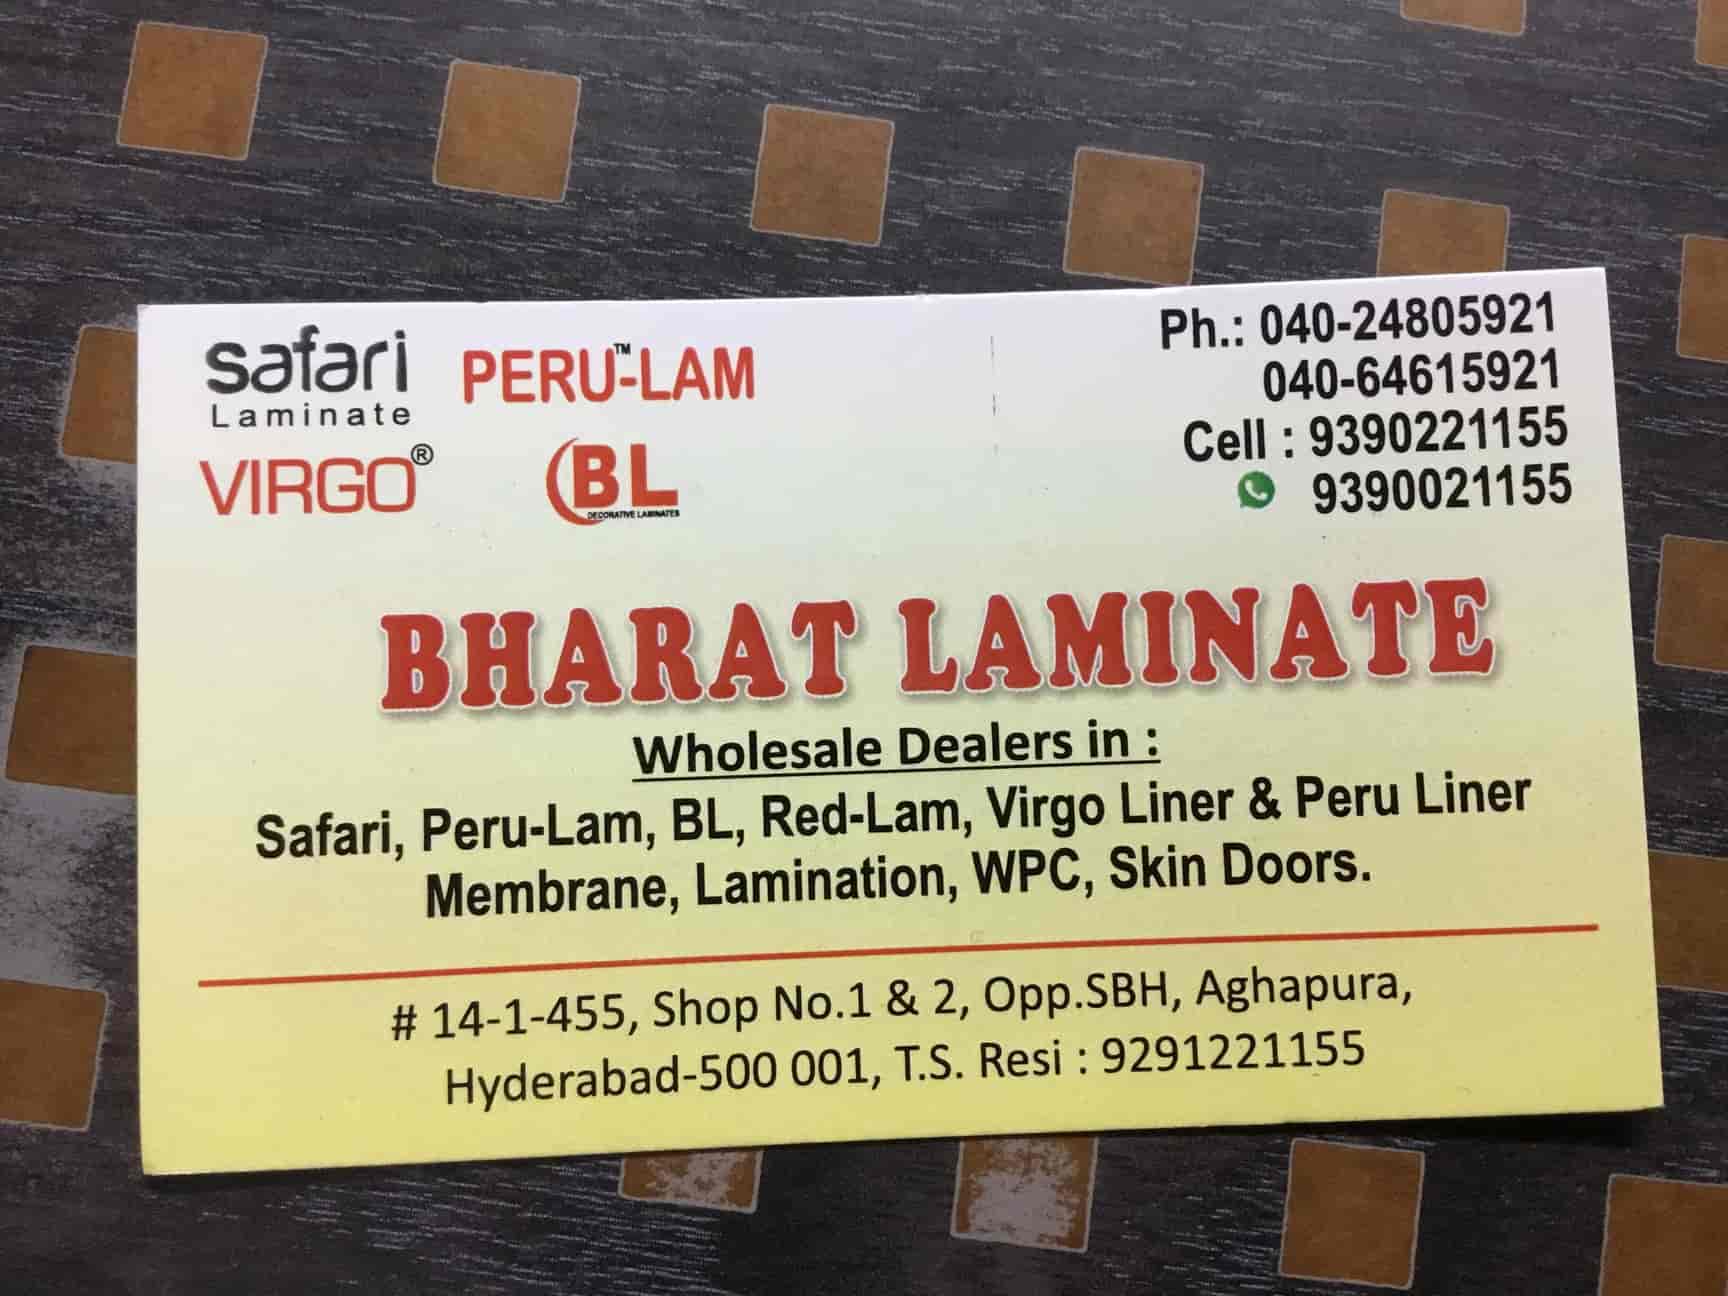 safari
Laminate
PERU-LAM™
VIRGO®
BL
DECORATIVE LAMINATES
Ph.: 040-24805921
040-64615921
Cell : 9390221155
9390021155
BHARAT LAMINATE
Wholesale Dealers in :
Safari, Peru-Lam, BL, Red-Lam, Virgo Liner & Peru Liner
Membrane, Lamination, WPC, Skin Doors.
# 14-1-455, Shop No.1 & 2, Opp.SBH, Aghapura,
Hyderabad-500 001, T.S. Resi : 9291221155